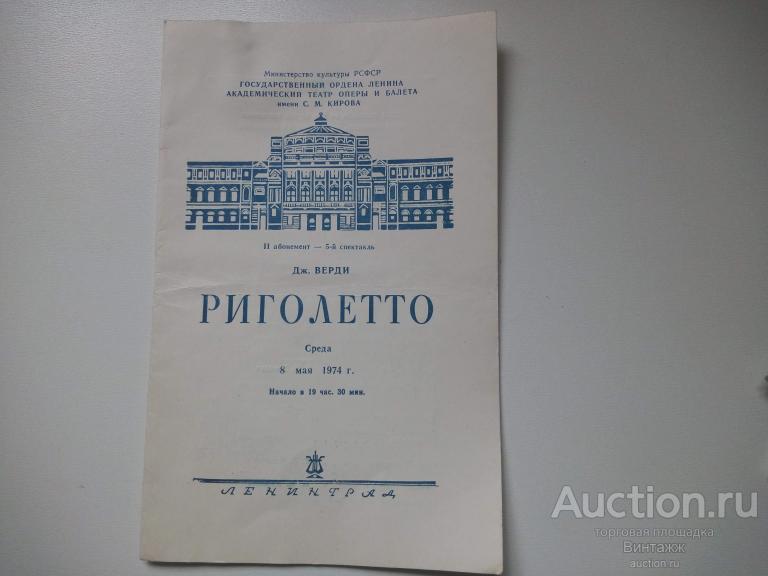 Министерство культуры РСФСР
ГОСУДАРСТВЕННЫЙ ОРДЕНА ЛЕНИНА
АКАДЕМИЧЕСКИЙ ТЕАТР ОПЕРЫ И БАЛЕТА
имени С. М. КИРОВА
II абонемент — 5-й спектакль
Дж. ВЕРДИ
РИГОЛЕТТО
Среда
8 мая 1974 г.
Начало в 19 час. 30 мин.
ЛЕНИНГРАД
Auction.ru
торговая площадка
Винтажж
auction.ru